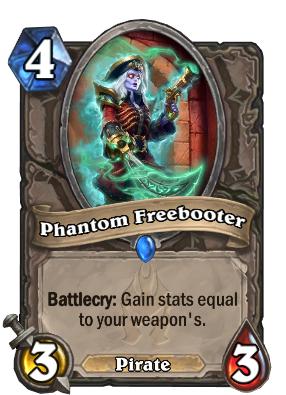 4
Phantom Freebooter
Battlecry: Gain stats equal
to your weapon's.
3
Pirate
3